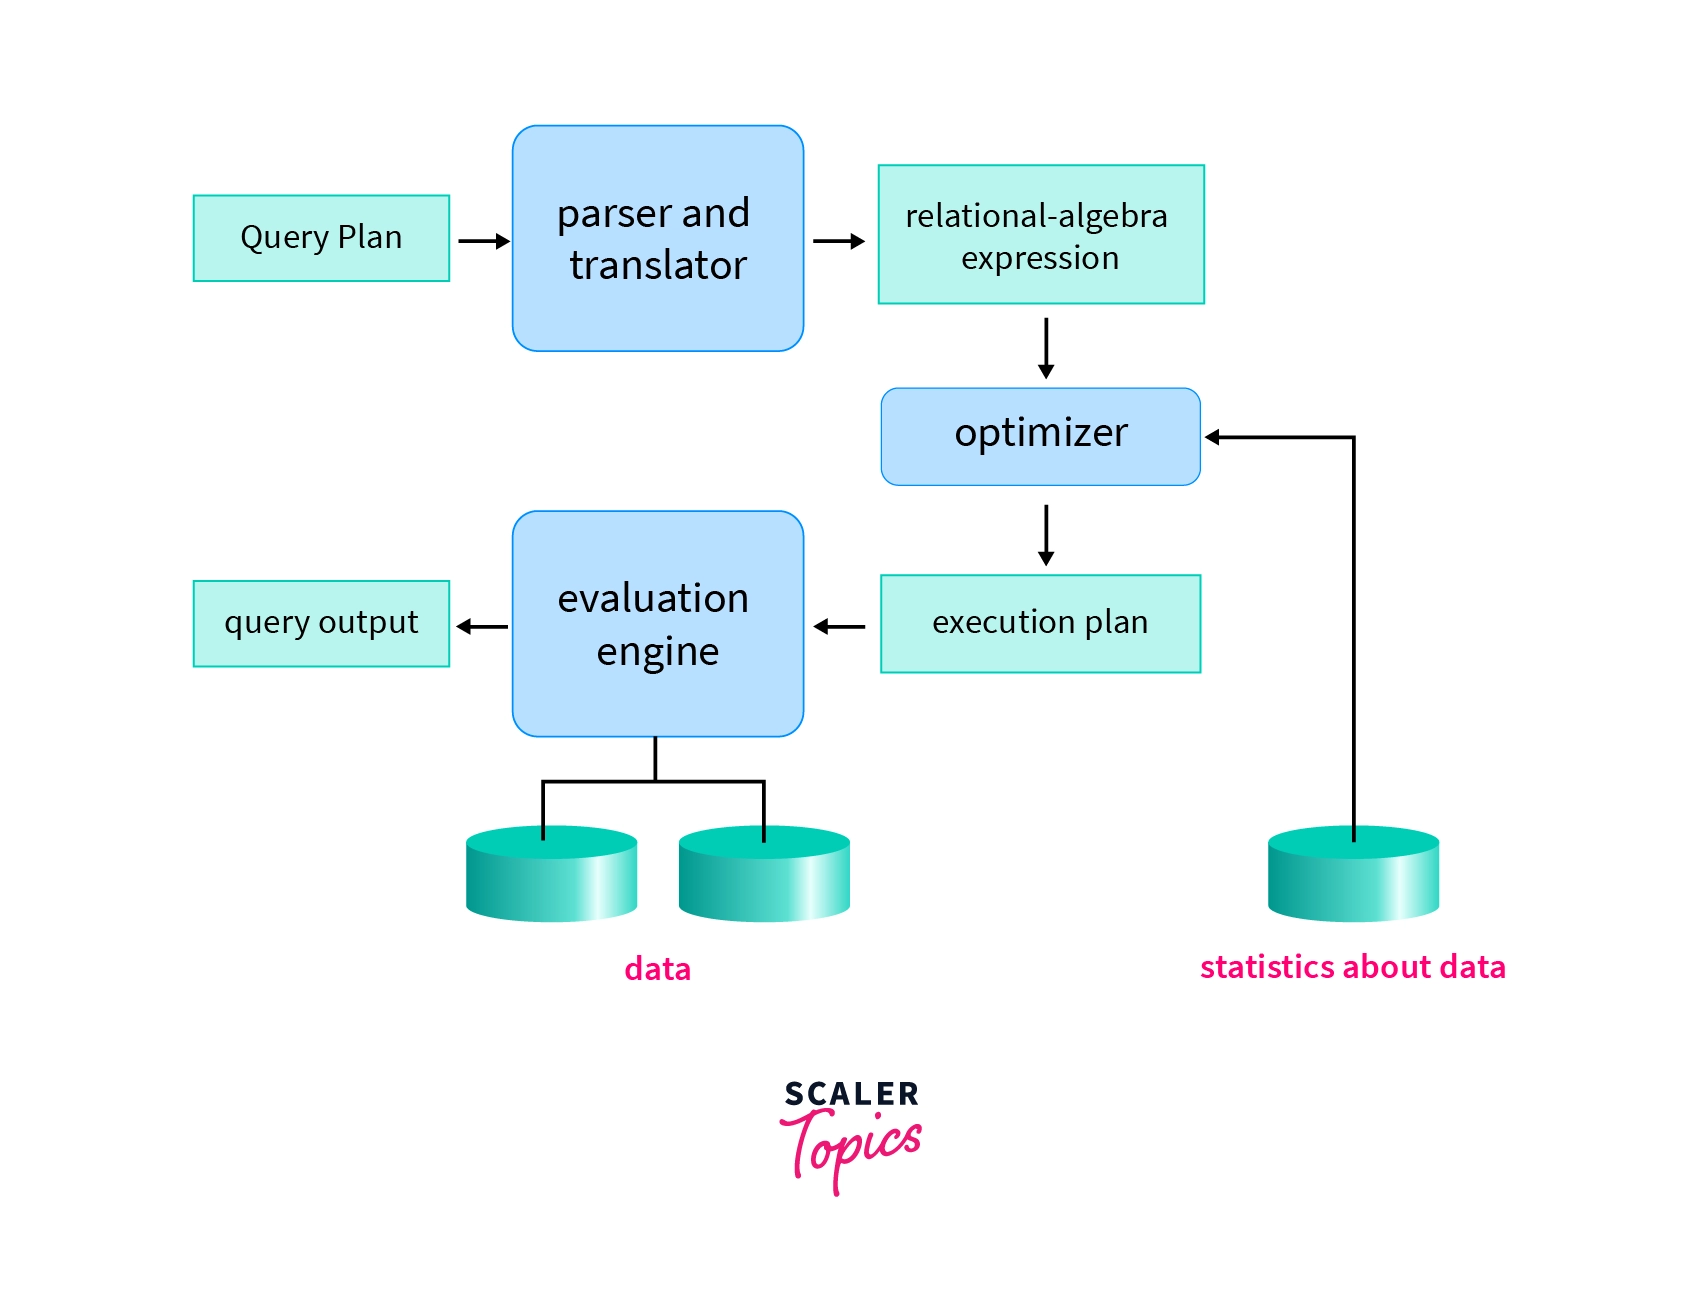 Query Plan
parser and
translator
relational-algebra
expression
optimizer
query output
evaluation
engine
execution plan
data
statistics about data
SCALER
Topics